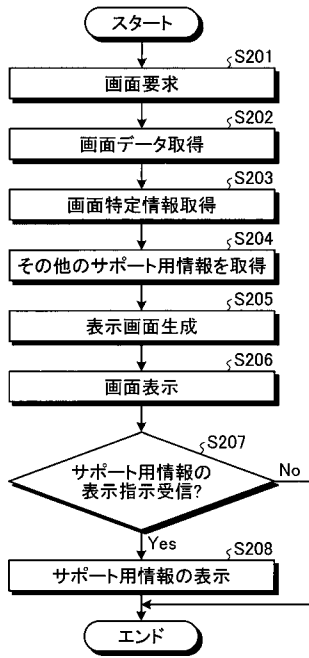 スタート
S201
画面要求
S202
画面データ取得
S203
画面特定情報取得
S204
その他のサポート用情報を取得
S205
表示画面生成
S206
画面表示
S207
サポート用情報の
表示指示受信?
No
Yes
S208
サポート用情報の表示
エンド